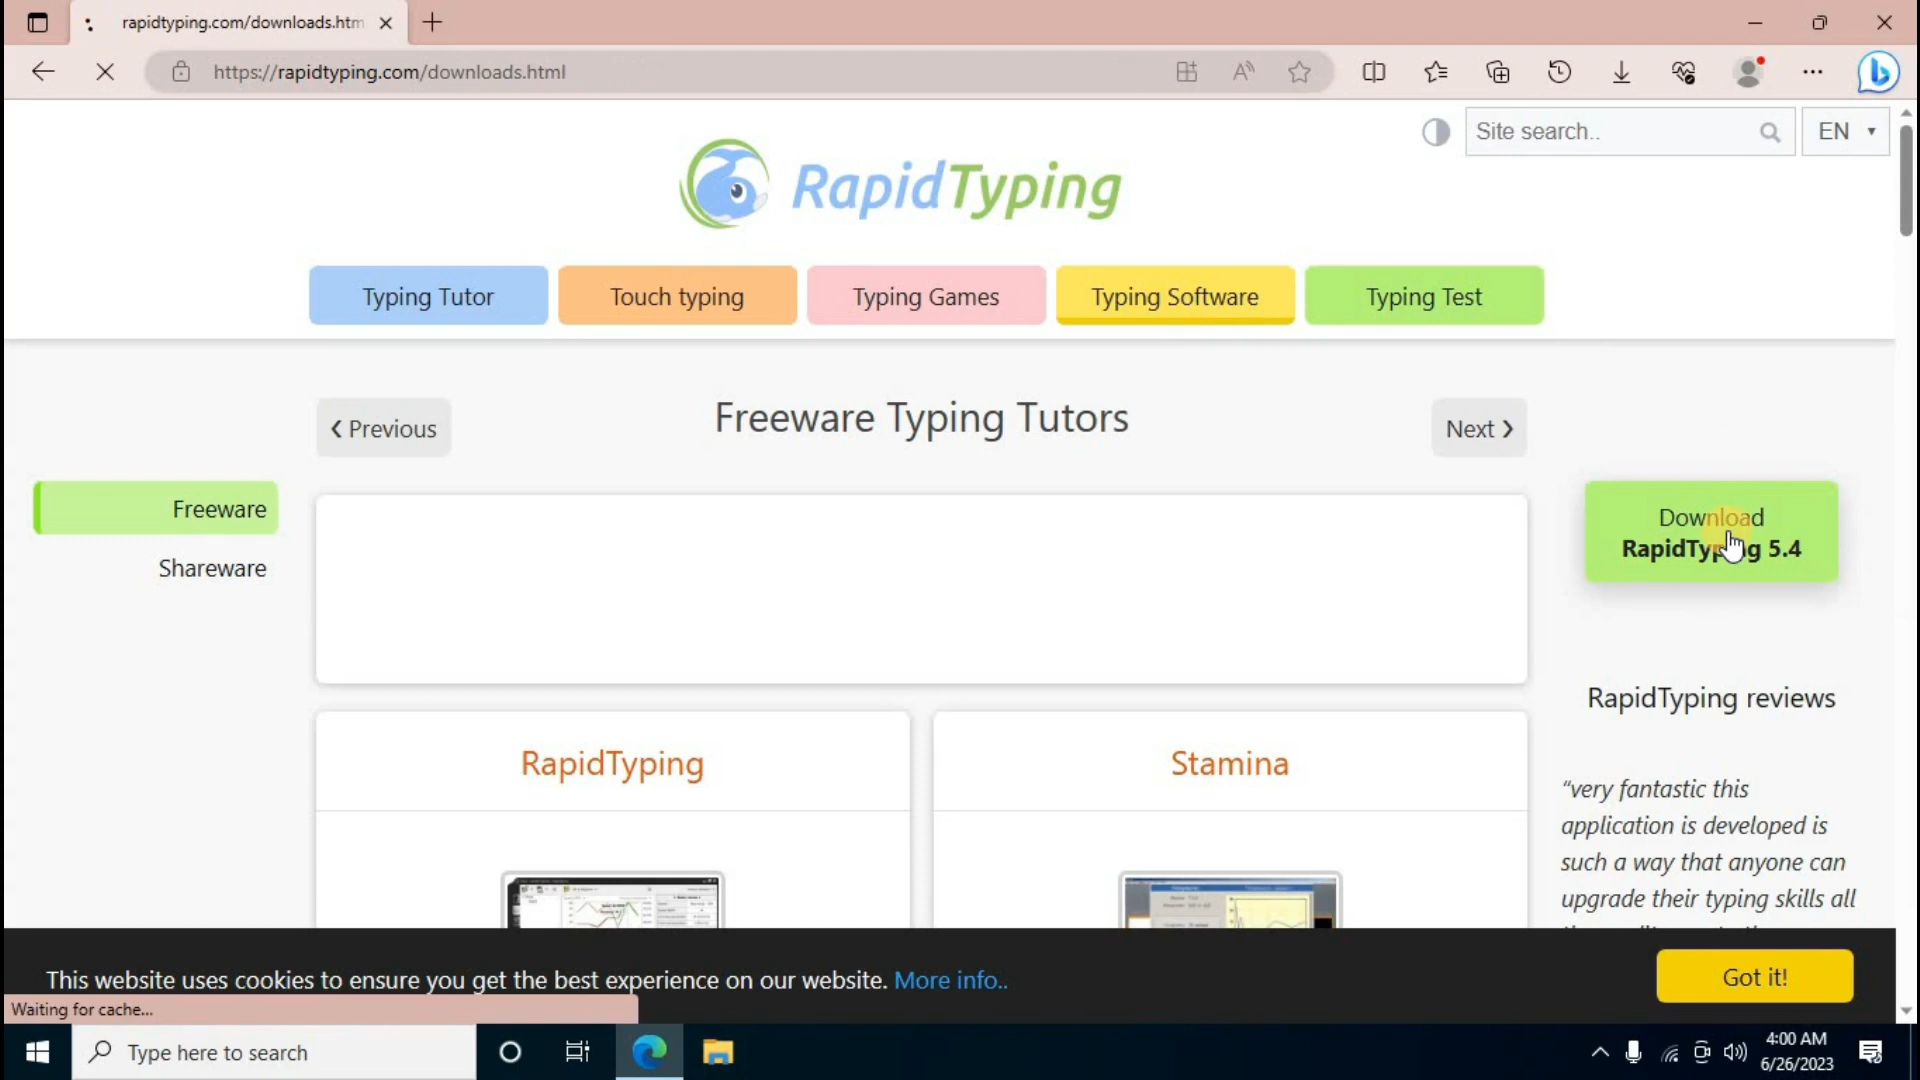 rapidtyping.com/downloads.htm
https://rapidtyping.com/downloads.html
Site search..
EN
RapidTyping
Typing Tutor
Touch typing
Typing Games
Typing Software
Typing Test
Previous
Freeware Typing Tutors
Next
Freeware
Shareware
Download
RapidTyping 5.4
RapidTyping reviews
RapidTyping
Stamina
“very fantastic this
application is developed is
such a way that anyone can
upgrade their typing skills all
This website uses cookies to ensure you get the best experience on our website. More info..
Got it!
Waiting for cache...
Type here to search
4:00 AM
6/26/2023